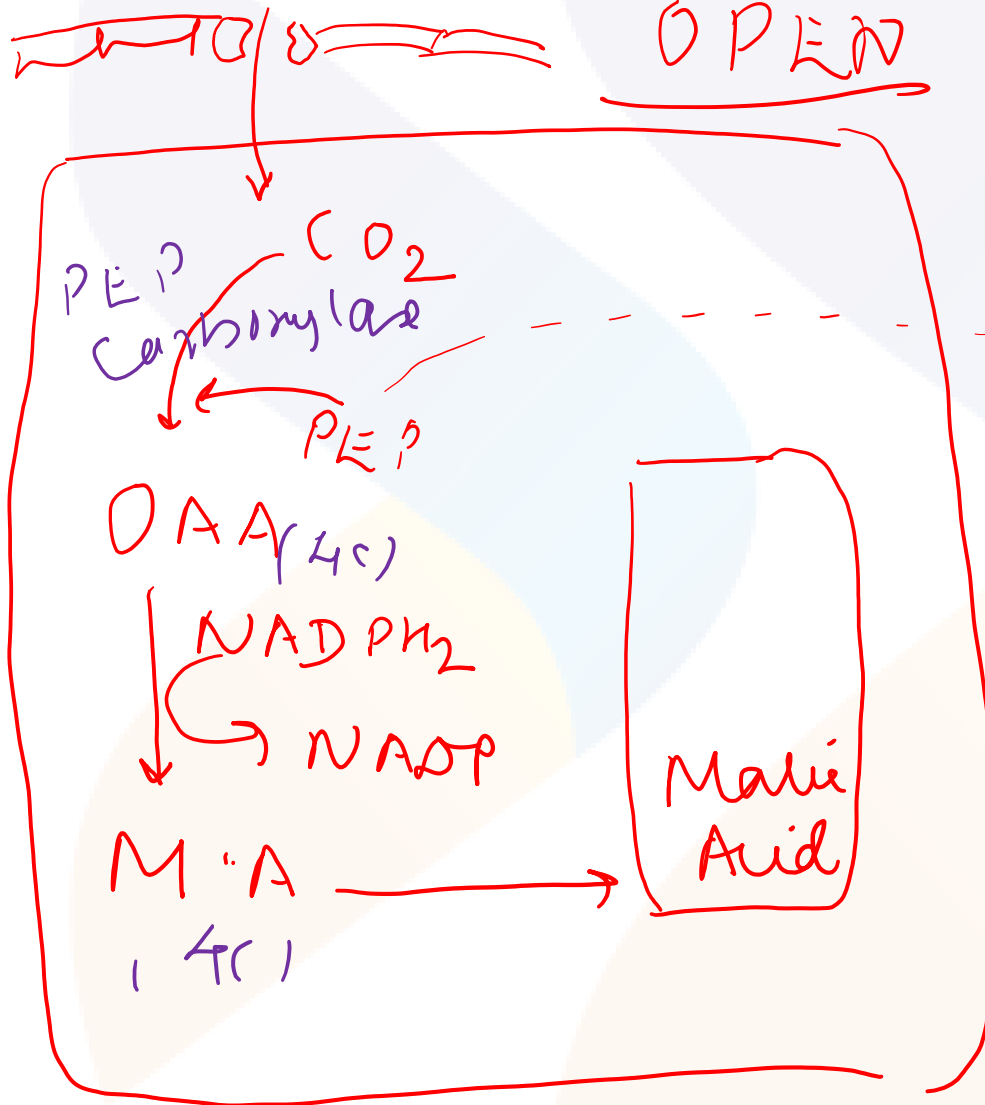 OPEN
CO2
PEP
Carboxylase
PEP
OAA (4C)
NADPH2
NADP
M.A
(4C)
Malic
Acid